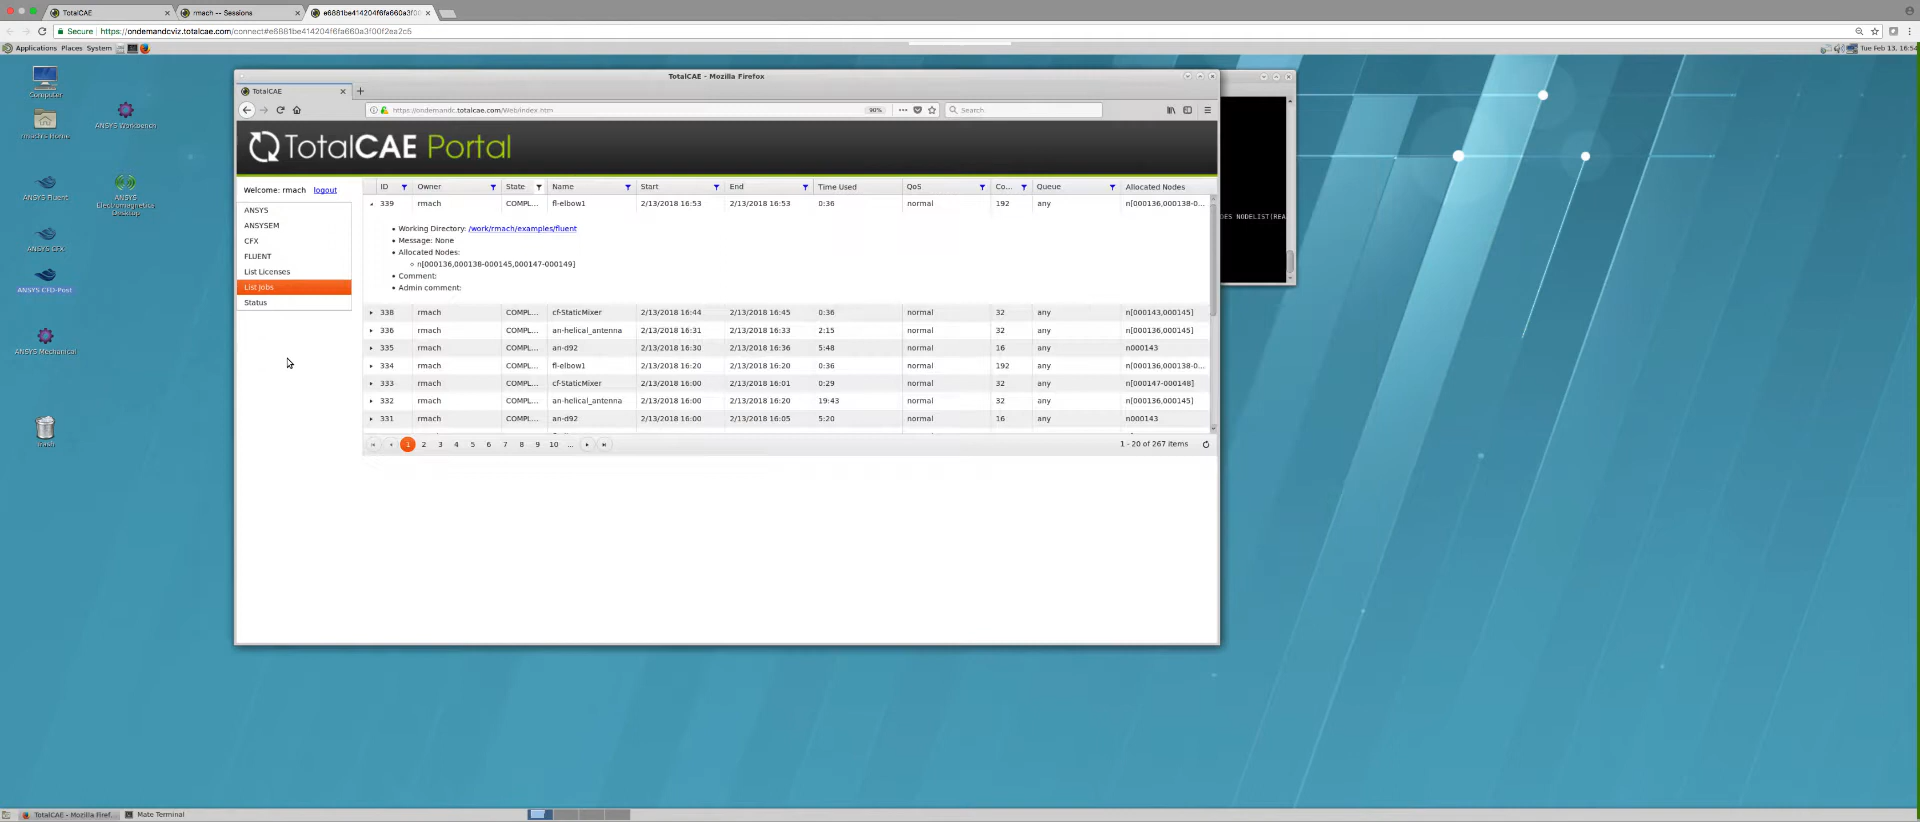 TotalCAE
rmach -- Sessions
e6881be414204f6fa660a3f00
Secure
https://ondemandcviz.totalcae.com/connect#e6881be414204f6fa660a3f00f2ea2c5
Applications Places System
Tue Feb 13, 16:54
Computer
rmach's Home
ANSYS Workbench
ANSYS Fluent
ANSYS Electromagnetics Desktop
ANSYS CFX
ANSYS CFD-Post
ANSYS Mechanical
Trash
TotalCAE - Mozilla Firefox
TotalCAE
https://ondemandc.totalcae.com/Web/index.htm
90%
Search
TotalCAE Portal
Welcome: rmach logout
ANSYS
ANSYSEM
CFX
FLUENT
List Licenses
List Jobs
Status
ID Owner State Name Start End Time Used QoS Co... Queue Allocated Nodes
339 rmach COMPL... fl-elbow1 2/13/2018 16:53 2/13/2018 16:53 0:36 normal 192 any n[000136,000138-0...
Working Directory: /work/rmach/examples/fluent
Message: None
Allocated Nodes:
n[000136,000138-000145,000147-000149]
Comment:
Admin comment:
338 rmach COMPL... cf-StaticMixer 2/13/2018 16:44 2/13/2018 16:45 0:36 normal 32 any n[000143,000145]
336 rmach COMPL... an-helical_antenna 2/13/2018 16:31 2/13/2018 16:33 2:15 normal 32 any n[000136,000145]
335 rmach COMPL... an-d92 2/13/2018 16:30 2/13/2018 16:36 5:48 normal 16 any n000143
334 rmach COMPL... fl-elbow1 2/13/2018 16:20 2/13/2018 16:20 0:36 normal 192 any n[000136,000138-0...
333 rmach COMPL... cf-StaticMixer 2/13/2018 16:00 2/13/2018 16:01 0:29 normal 32 any n[000147-000148]
332 rmach COMPL... an-helical_antenna 2/13/2018 16:00 2/13/2018 16:20 19:43 normal 32 any n[000136,000145]
331 rmach COMPL... an-d92 2/13/2018 16:00 2/13/2018 16:05 5:20 normal 16 any n000143
1 2 3 4 5 6 7 8 9 10 ...
1 - 20 of 267 items
DES NODELIST(REA
TotalCAE - Mozilla Firef...
Mate Terminal